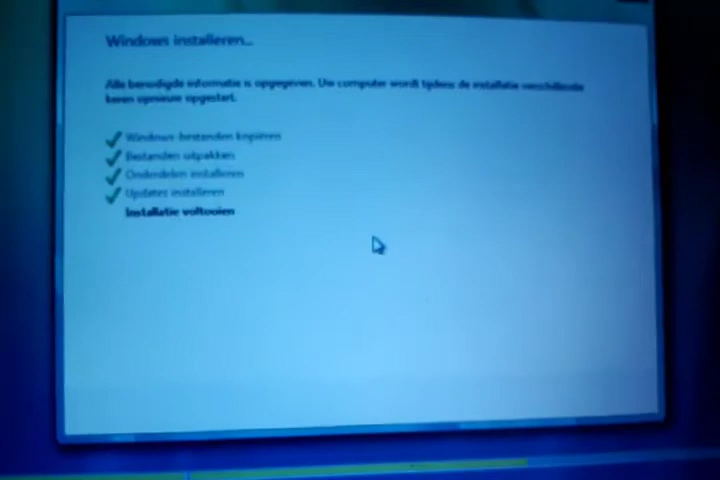 Windows installeren...
Alle benodigde informatie is opgegeven. Uw computer wordt tijdens de installatie verschillende
keren opnieuw opgestart.
Windows-bestanden kopiëren
Bestanden uitpakken
Onderdelen installeren
Updates installeren
Installatie voltooien